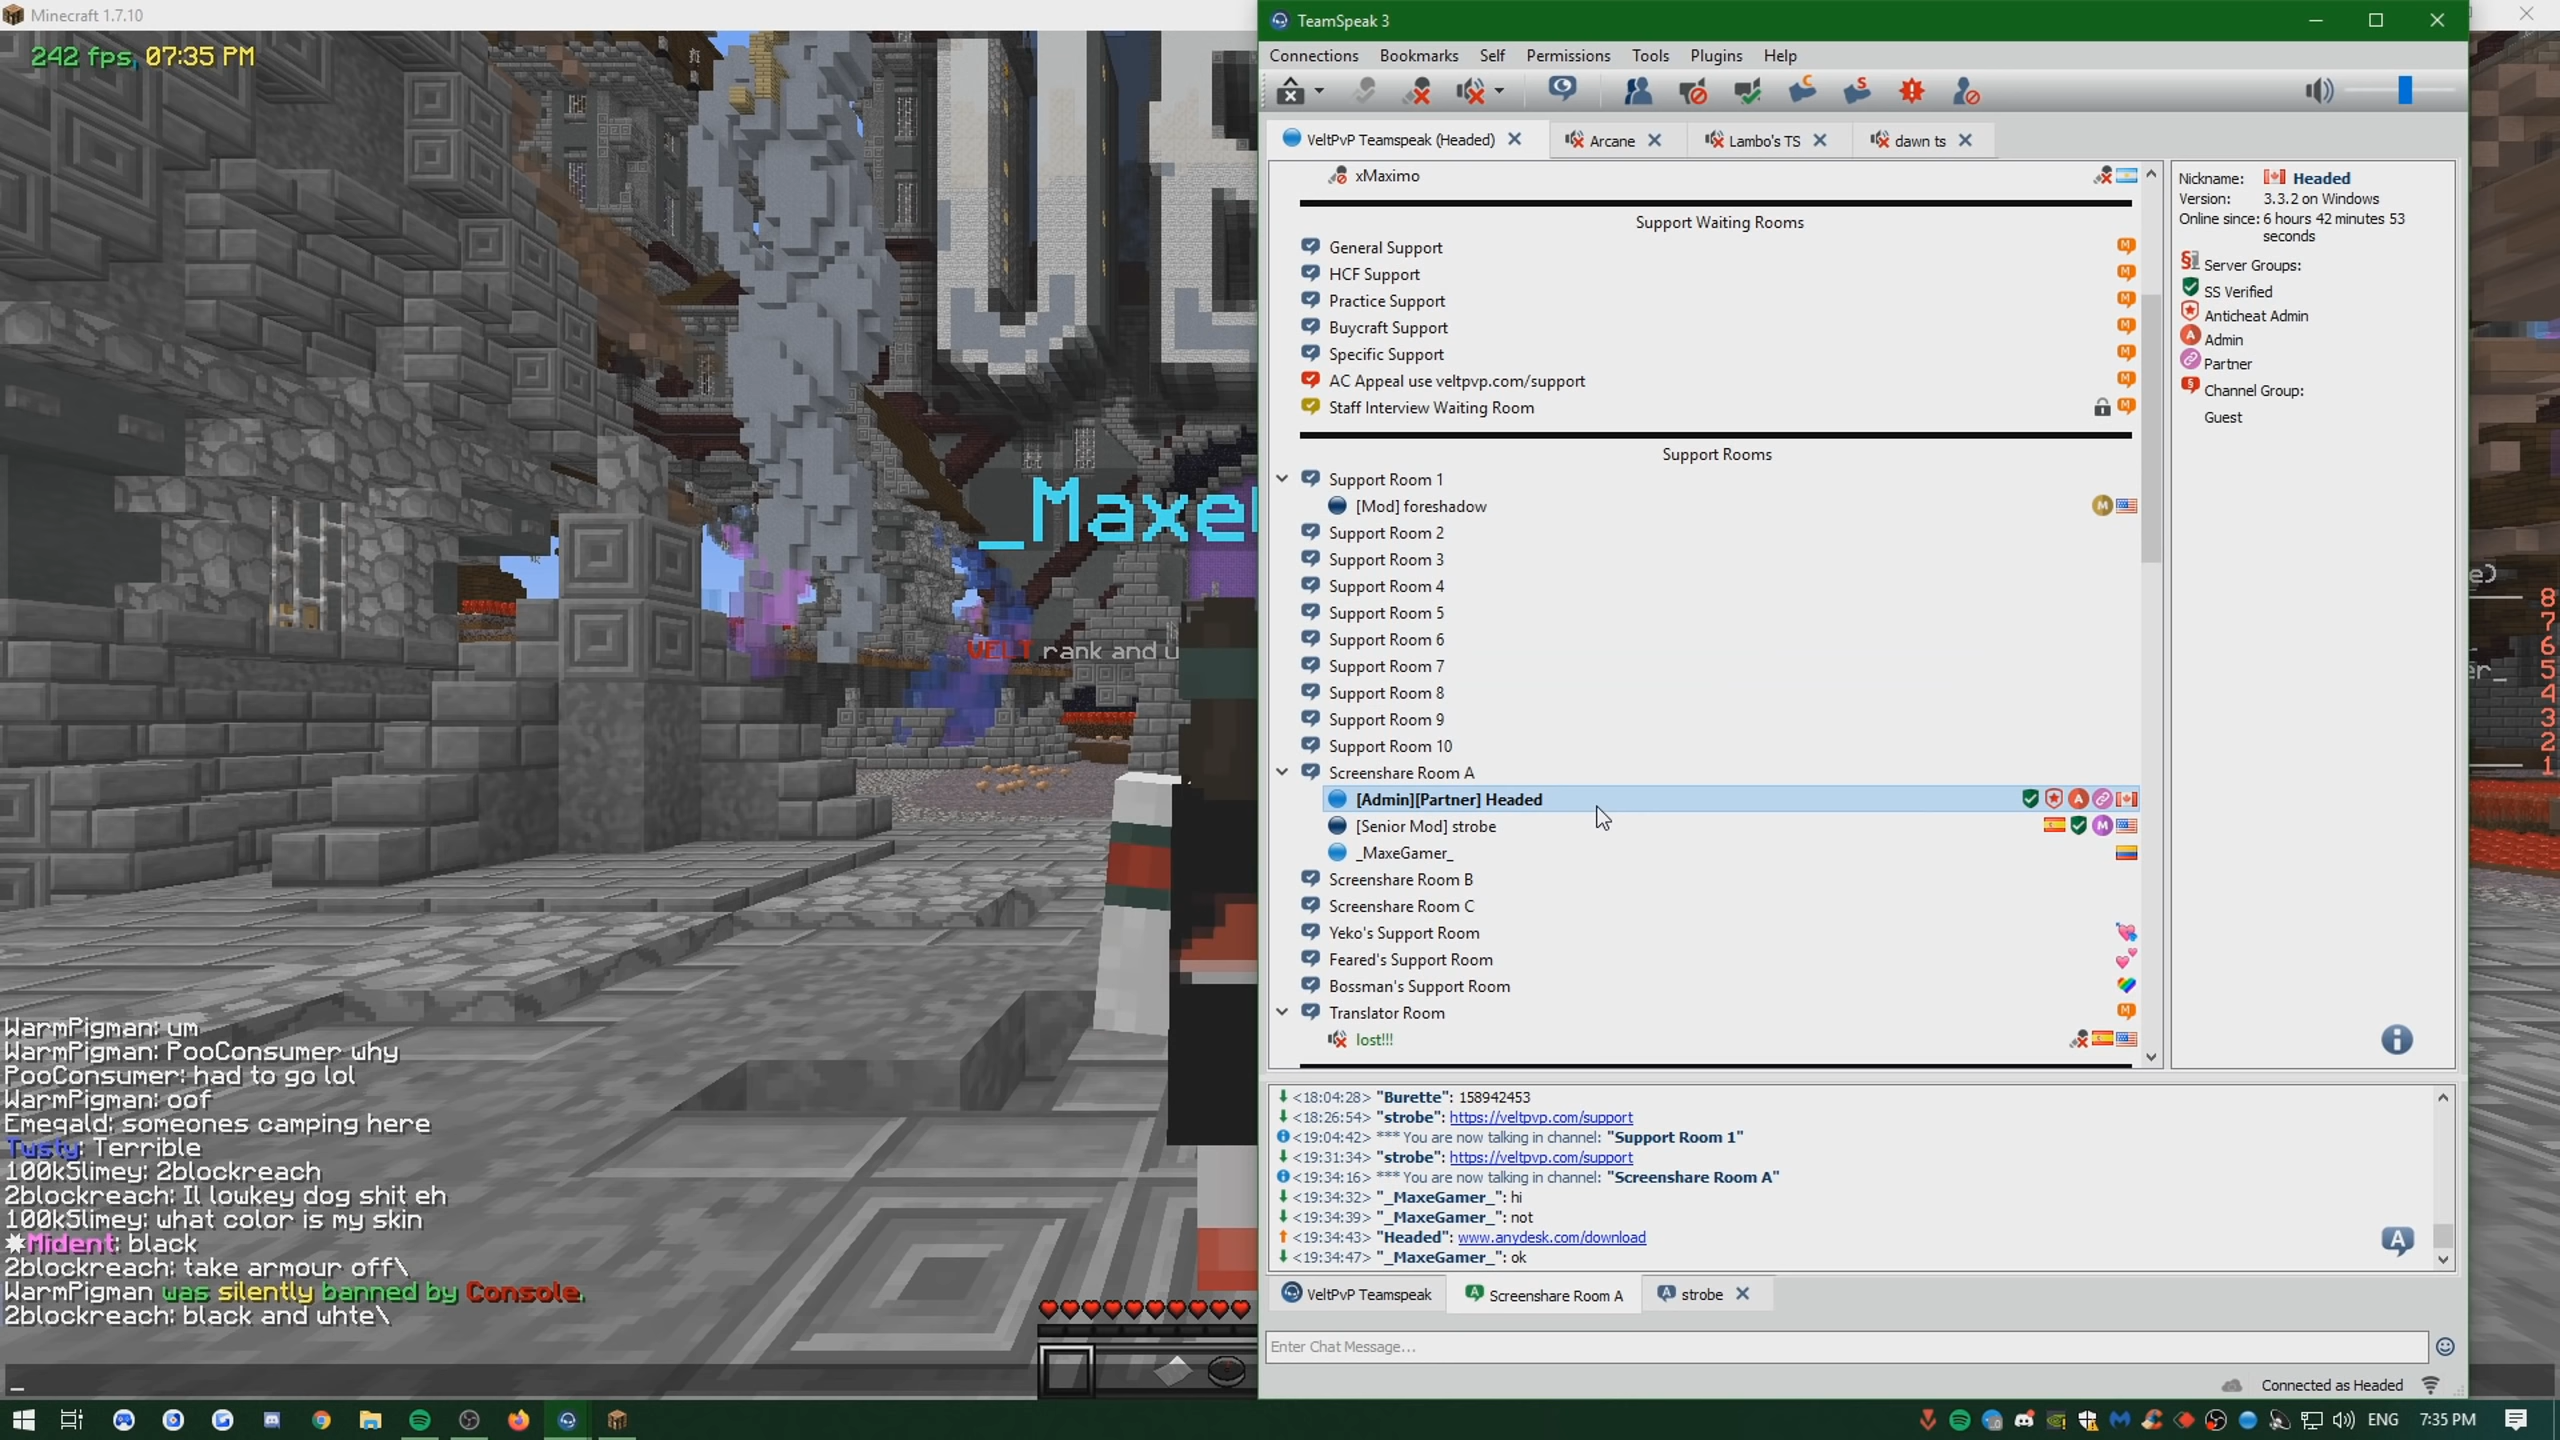 Minecraft 1.7.10
242 fps, 07:35 PM
_Maxe
VELT rank and u
WarmPigman: um
WarmPigman: PooConsumer why
PooConsumer: had to go lol
WarmPigman: oof
Emeqald: someones camping here
Twsty: Terrible
100kSlimey: 2blockreach
2blockreach: Il lowkey dog shit eh
100kSlimey: what color is my skin
✸Mident: black
2blockreach: take armour off\
WarmPigman was silently banned by Console.
2blockreach: black and whte\
_
TeamSpeak 3
Connections Bookmarks Self Permissions Tools Plugins Help
VeltPvP Teamspeak (Headed) Arcane Lambo's TS dawn ts
xMaximo
Support Waiting Rooms
General Support
HCF Support
Practice Support
Buycraft Support
Specific Support
AC Appeal use veltpvp.com/support
Staff Interview Waiting Room
Support Rooms
Support Room 1
[Mod] foreshadow
Support Room 2
Support Room 3
Support Room 4
Support Room 5
Support Room 6
Support Room 7
Support Room 8
Support Room 9
Support Room 10
Screenshare Room A
[Admin][Partner] Headed
[Senior Mod] strobe
_MaxeGamer_
Screenshare Room B
Screenshare Room C
Yeko's Support Room
Feared's Support Room
Bossman's Support Room
Translator Room
lost!!!
Nickname: Headed
Version: 3.3.2 on Windows
Online since: 6 hours 42 minutes 53
seconds
Server Groups:
SS Verified
Anticheat Admin
Admin
Partner
Channel Group:
Guest
<18:04:28> "Burette": 158942453
<18:26:54> "strobe": https://veltpvp.com/support
<19:04:42> *** You are now talking in channel: "Support Room 1"
<19:31:34> "strobe": https://veltpvp.com/support
<19:34:16> *** You are now talking in channel: "Screenshare Room A"
<19:34:32> "_MaxeGamer_": hi
<19:34:39> "_MaxeGamer_": not
<19:34:43> "Headed": www.anydesk.com/download
<19:34:47> "_MaxeGamer_": ok
VeltPvP Teamspeak Screenshare Room A strobe
Enter Chat Message...
Connected as Headed
e)
8
7
6
5
4
3
2
1
er_
ENG 7:35 PM